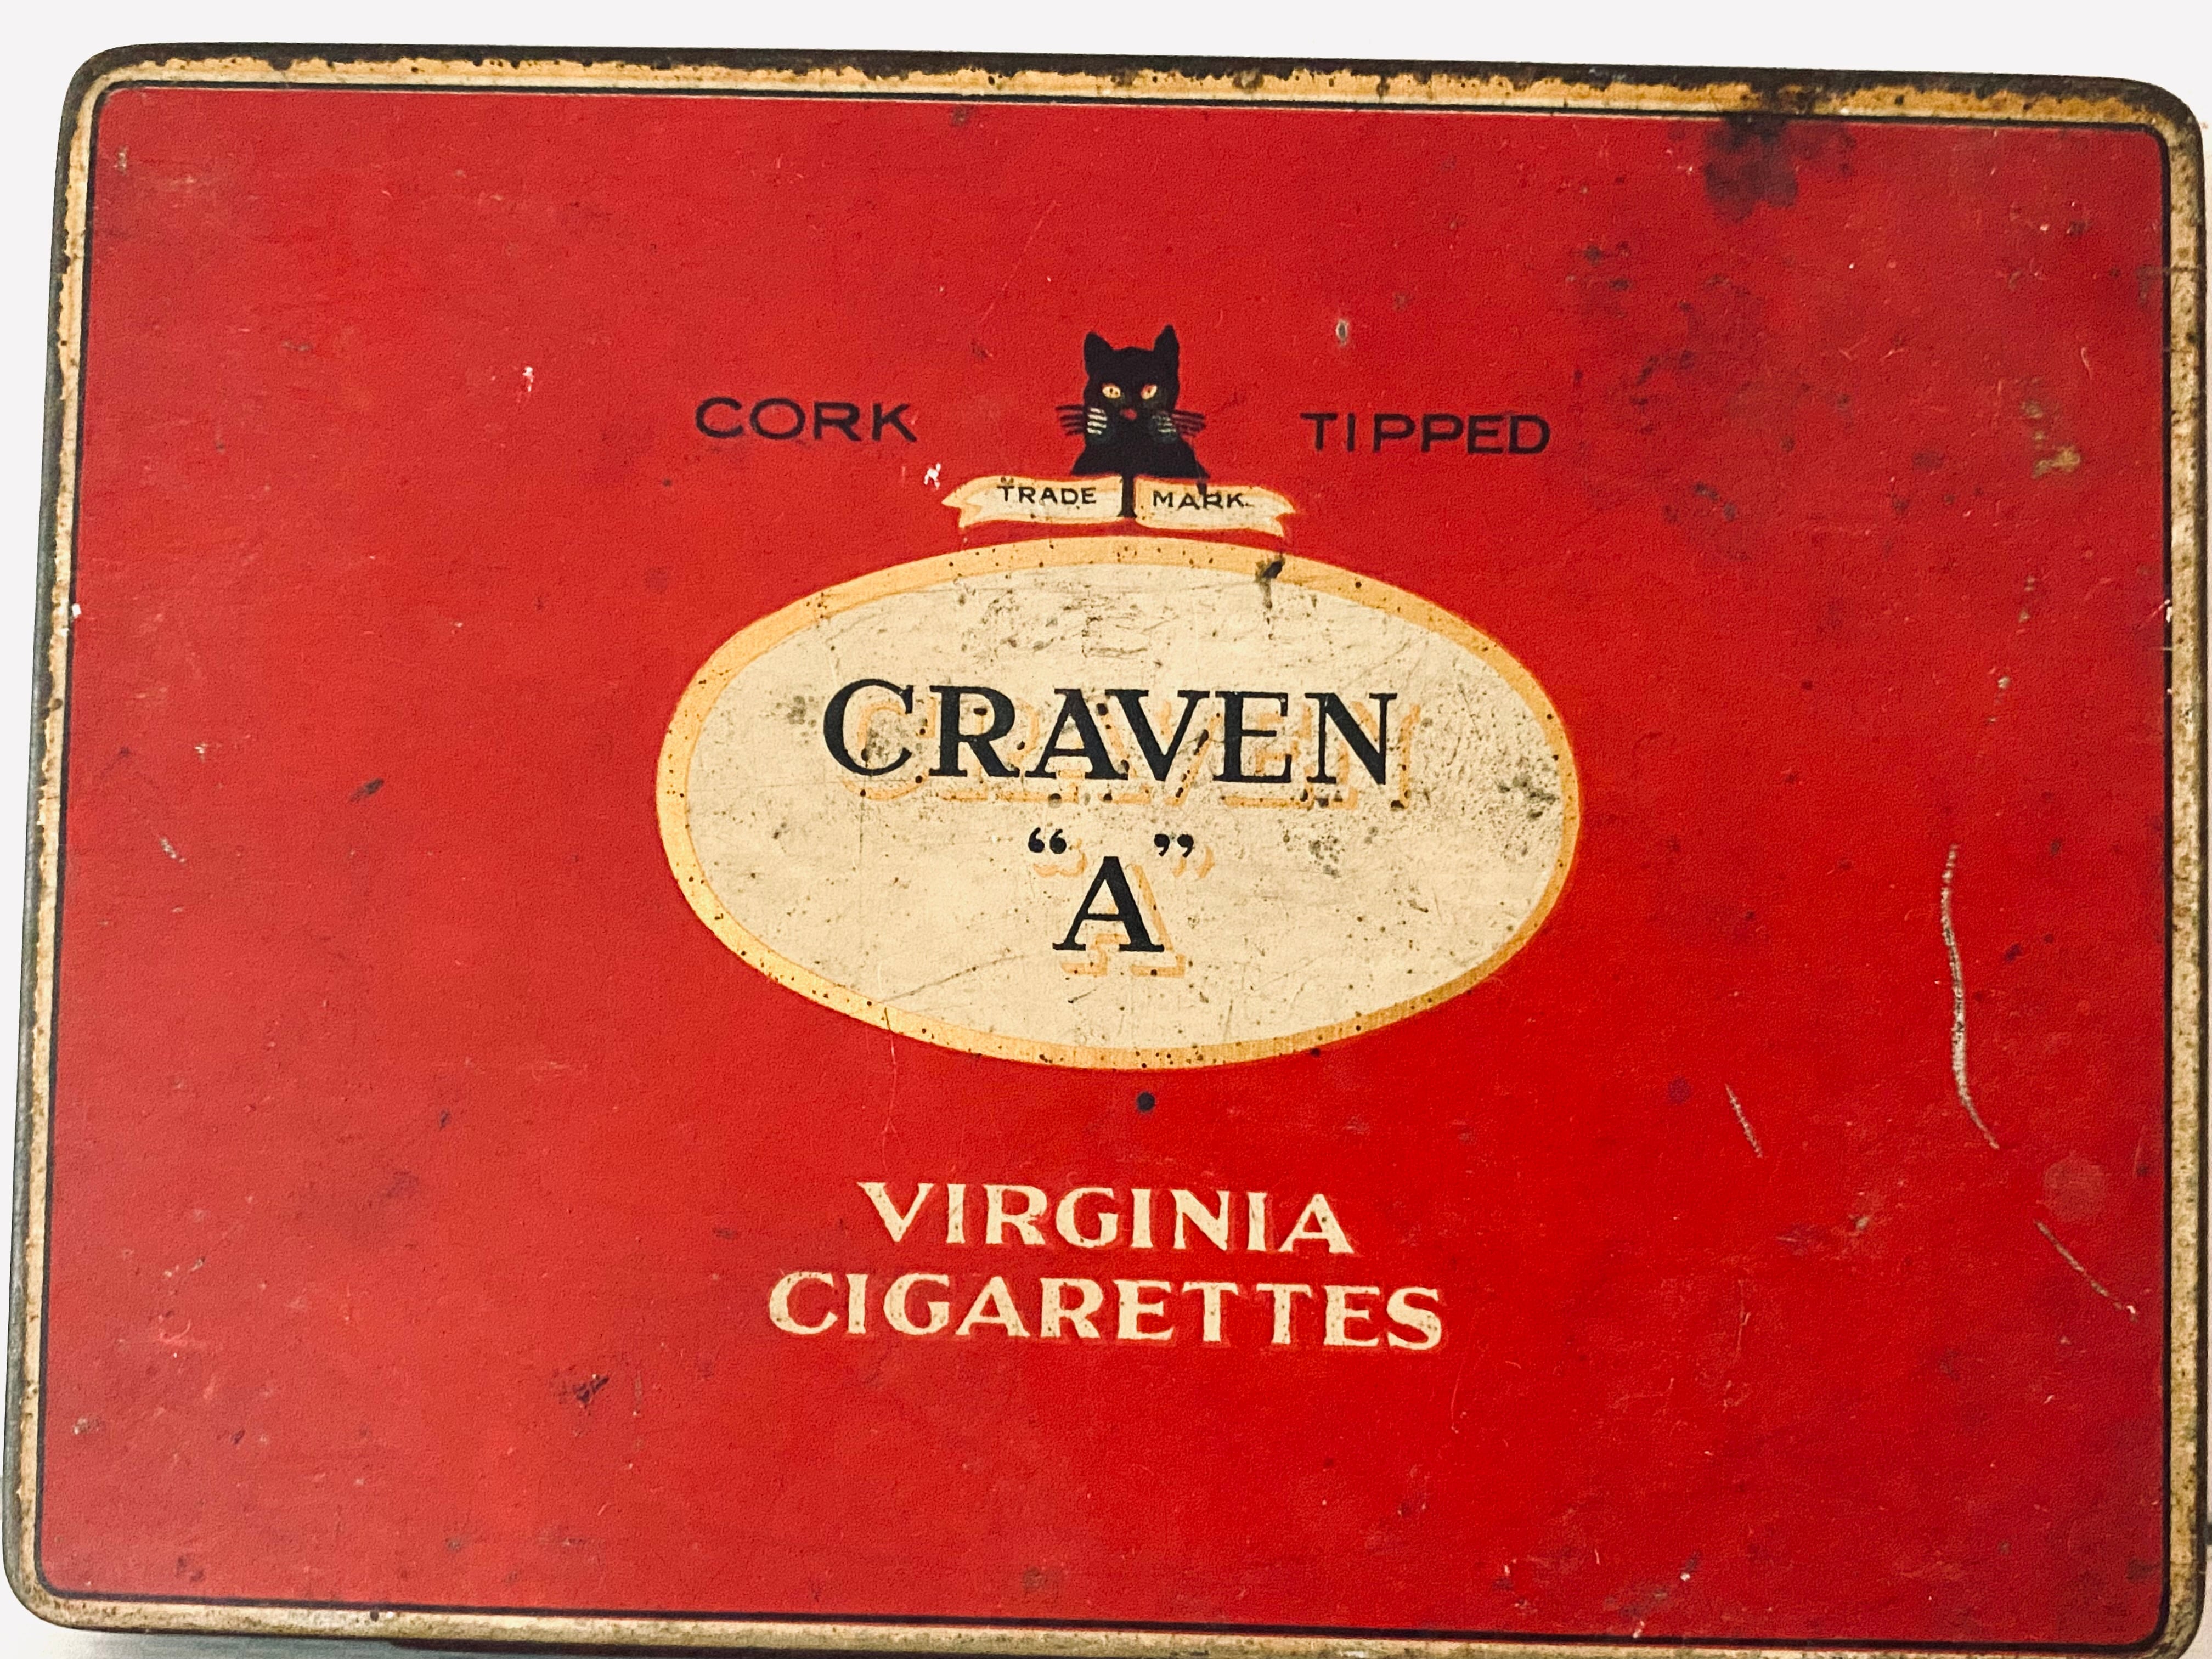 CORK TIPPED
TRADE MARK
CRAVEN
“A”
VIRGINIA
CIGARETTES